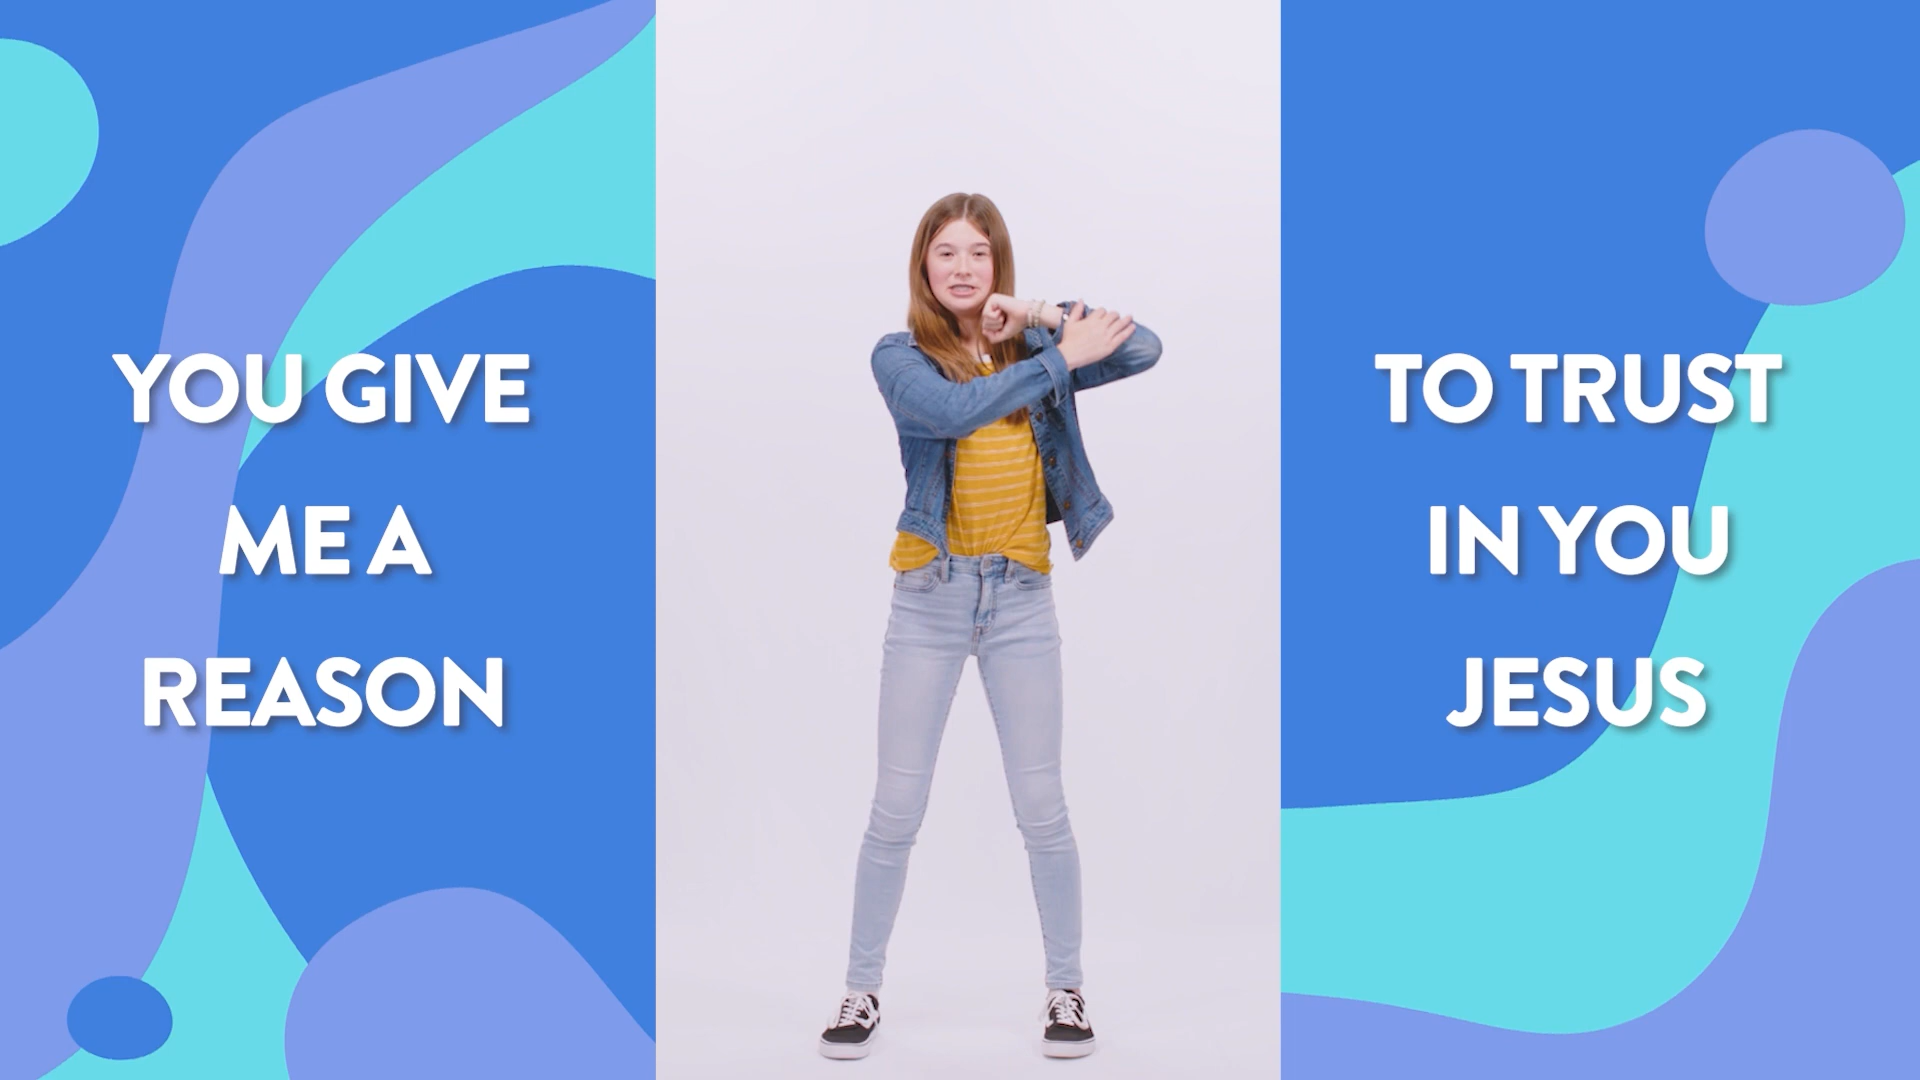 YOU GIVE
ME A
REASON
TO TRUST
IN YOU
JESUS